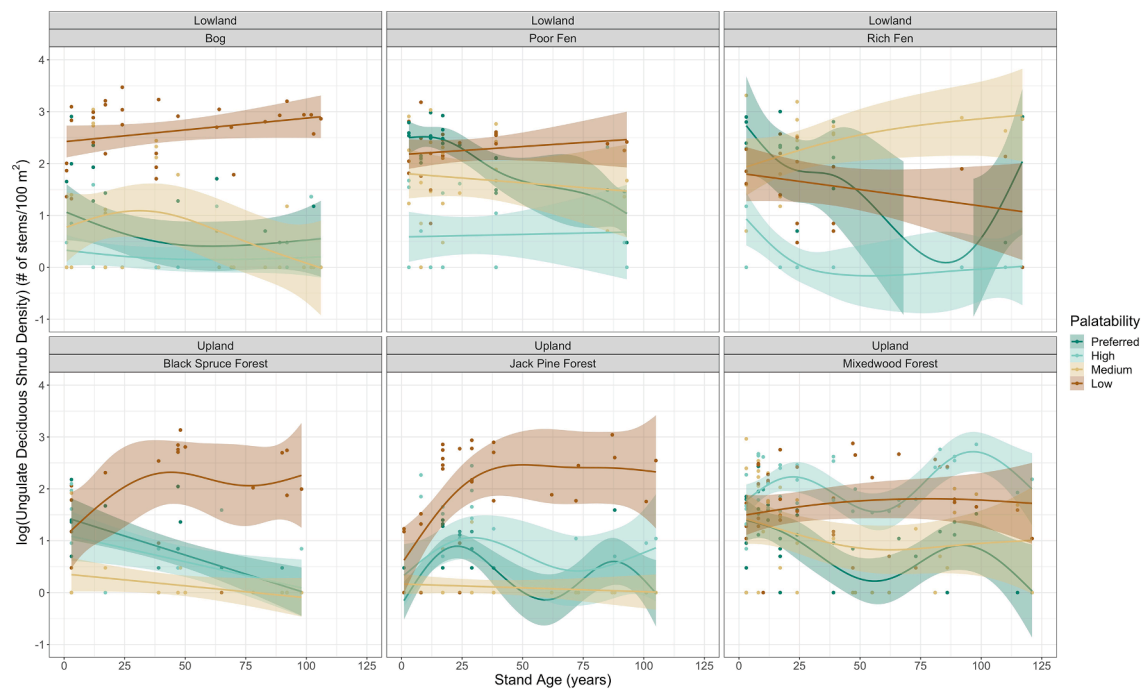 Lowland
Lowland
Lowland
Bog
Poor Fen
Rich Fen
4
3
2
1
0
-1
Upland
Upland
Upland
Black Spruce Forest
Jack Pine Forest
Mixedwood Forest
4
3
2
1
0
-1
0 25 50 75 100 125
0 25 50 75 100 125
0 25 50 75 100 125
Stand Age (years)
log(Ungulate Deciduous Shrub Density) (# of stems/100 m²)
Palatability
Preferred
High
Medium
Low